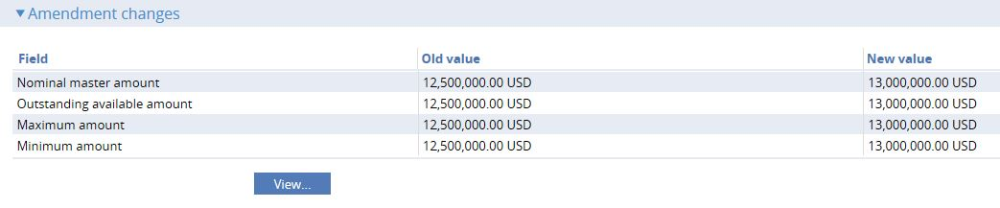 Amendment changes
Field Old value New value
Nominal master amount 12,500,000.00 USD 13,000,000.00 USD
Outstanding available amount 12,500,000.00 USD 13,000,000.00 USD
Maximum amount 12,500,000.00 USD 13,000,000.00 USD
Minimum amount 12,500,000.00 USD 13,000,000.00 USD
View...